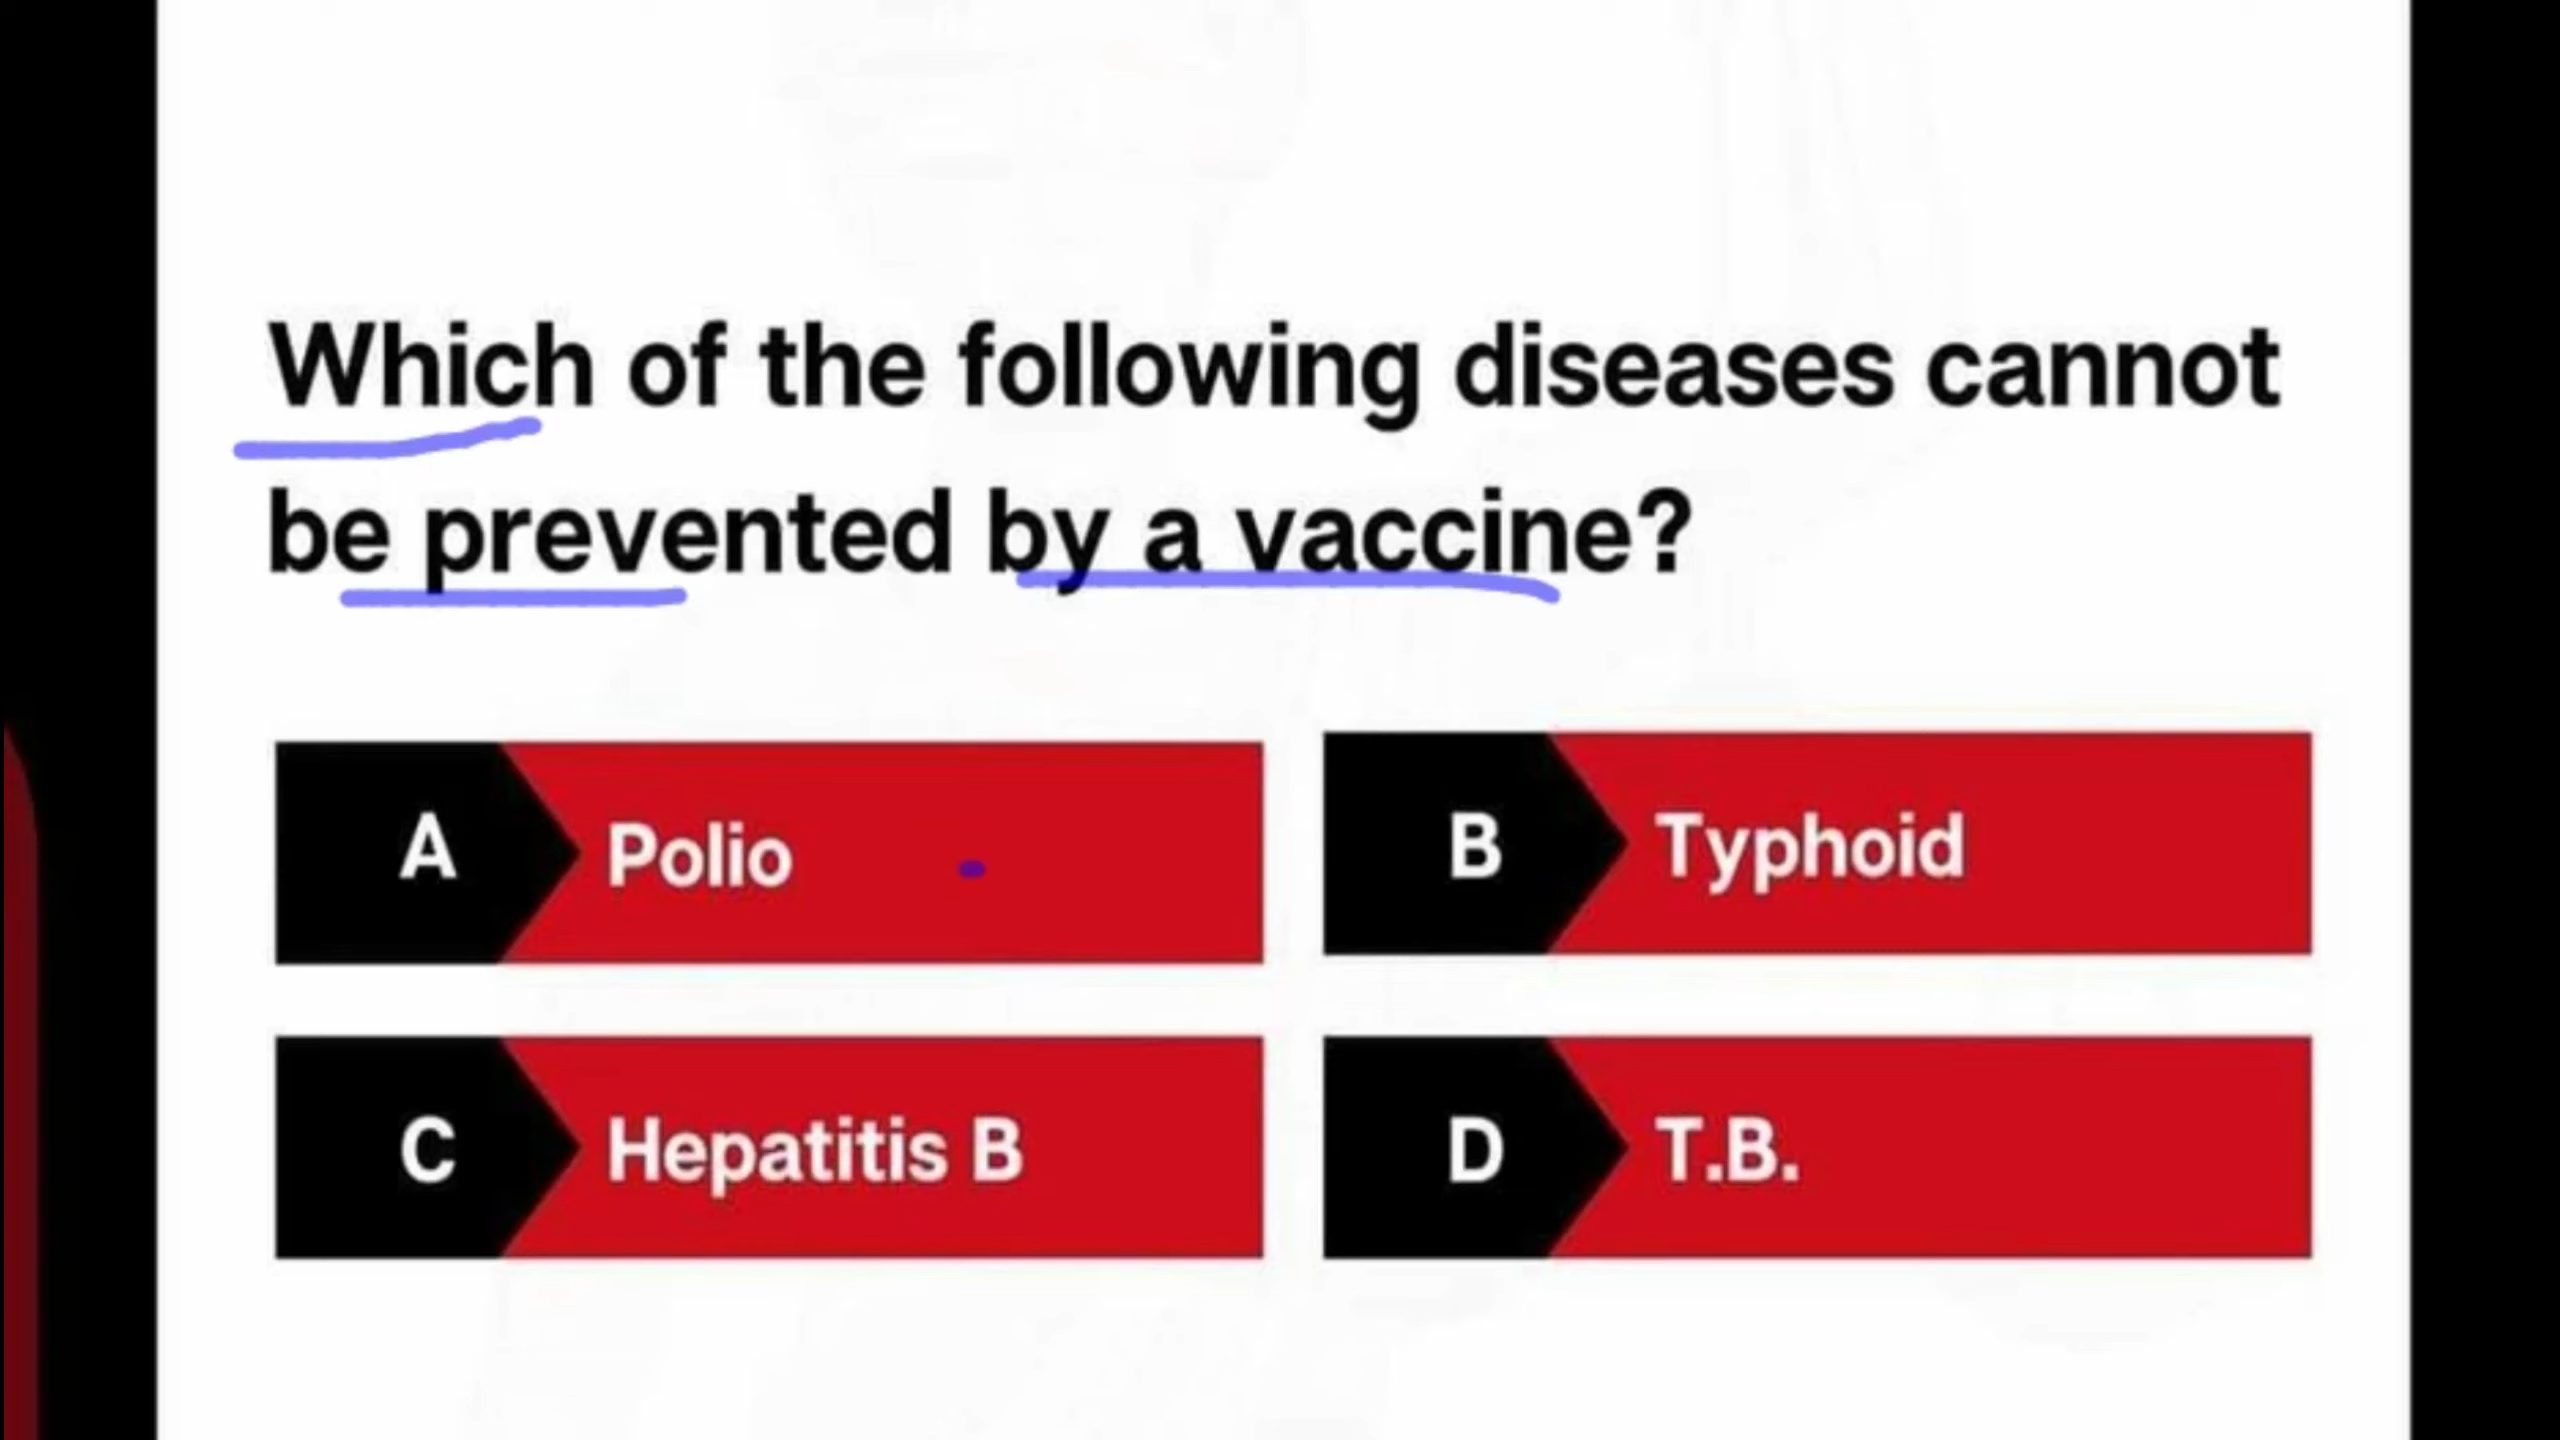 Which of the following diseases cannot
be prevented by a vaccine?
A Polio
B Typhoid
C Hepatitis B
D T.B.